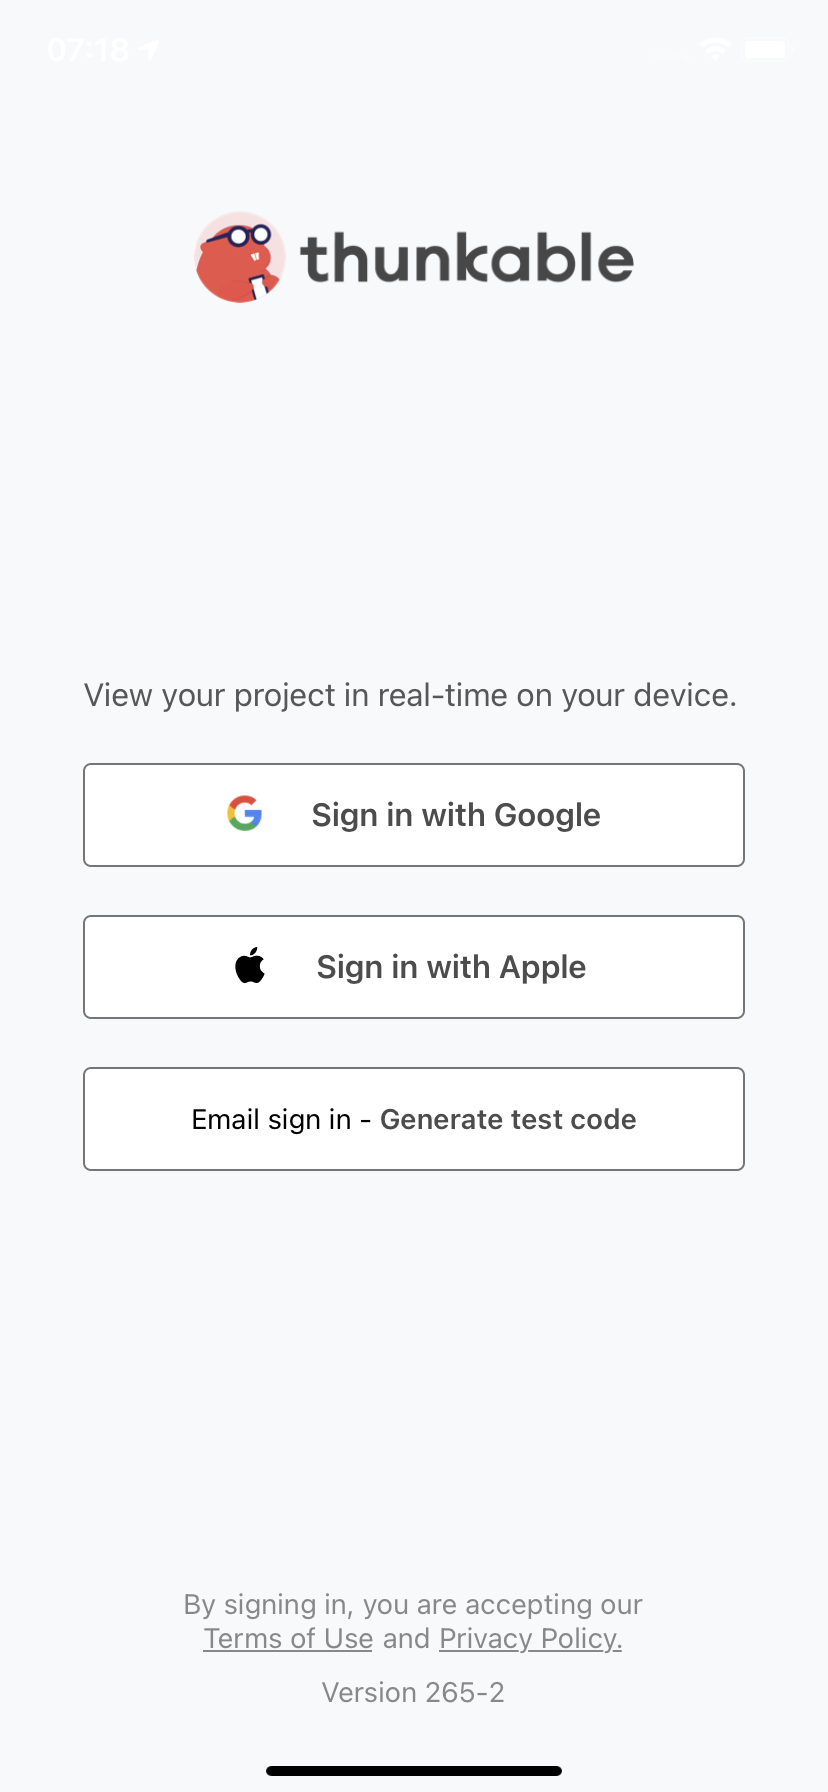 07:18
thunkable
View your project in real-time on your device.
Sign in with Google
Sign in with Apple
Email sign in - Generate test code
By signing in, you are accepting our
Terms of Use and Privacy Policy.
Version 265-2